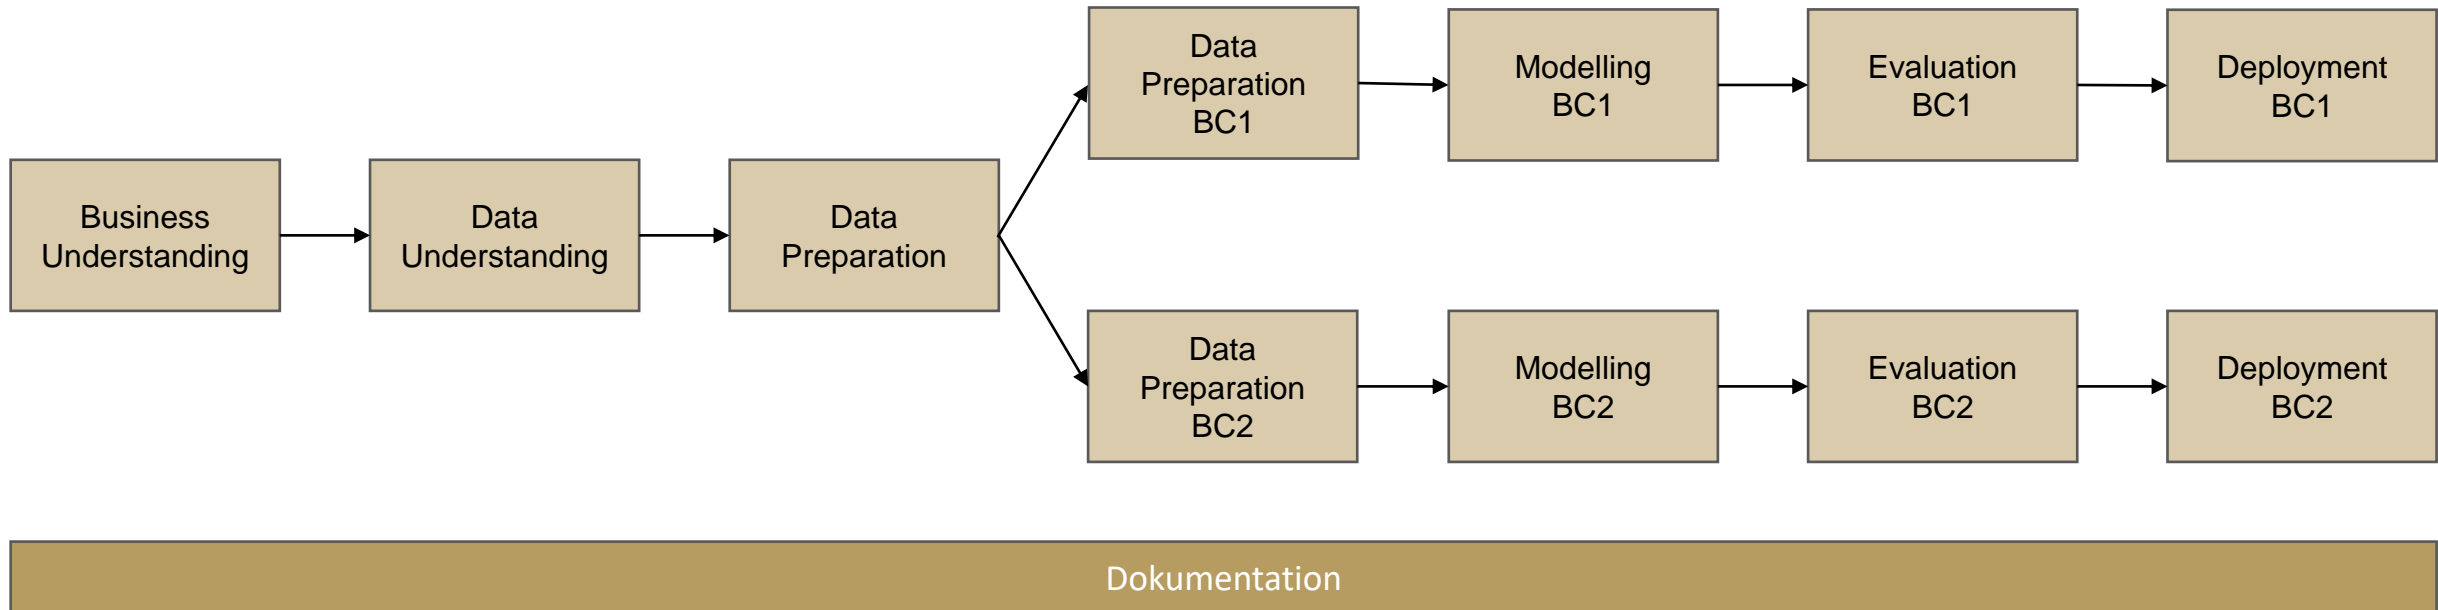 Business
Understanding
Data
Understanding
Data
Preparation
Data
Preparation
BC1
Modelling
BC1
Evaluation
BC1
Deployment
BC1
Data
Preparation
BC2
Modelling
BC2
Evaluation
BC2
Deployment
BC2
Dokumentation